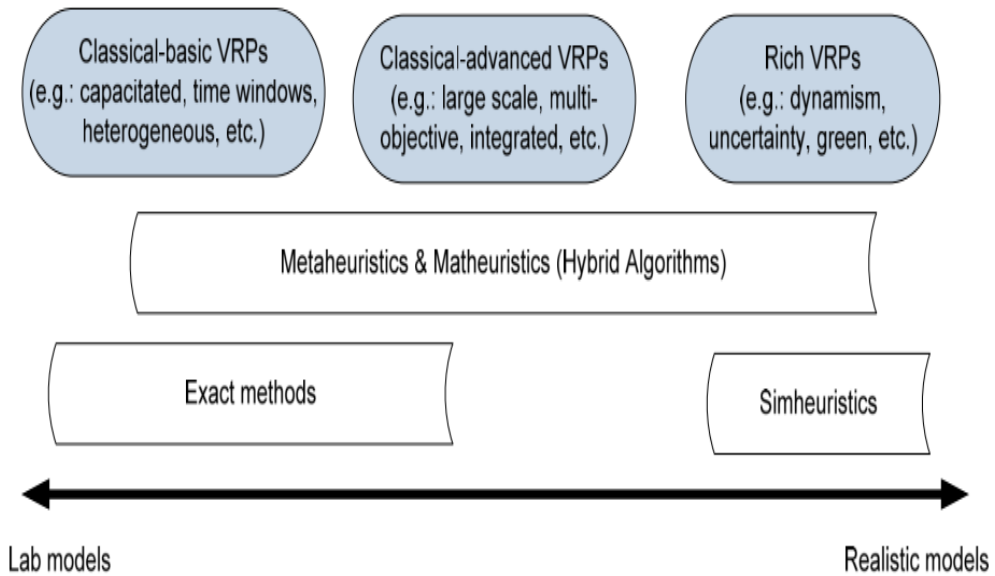 Classical-basic VRPs
(e.g.: capacitated, time windows,
heterogeneous, etc.)
Classical-advanced VRPs
(e.g.: large scale, multi-
objective, integrated, etc.)
Rich VRPs
(e.g.: dynamism,
uncertainty, green, etc.)
Metaheuristics & Matheuristics (Hybrid Algorithms)
Exact methods
Simheuristics
Lab models
Realistic models